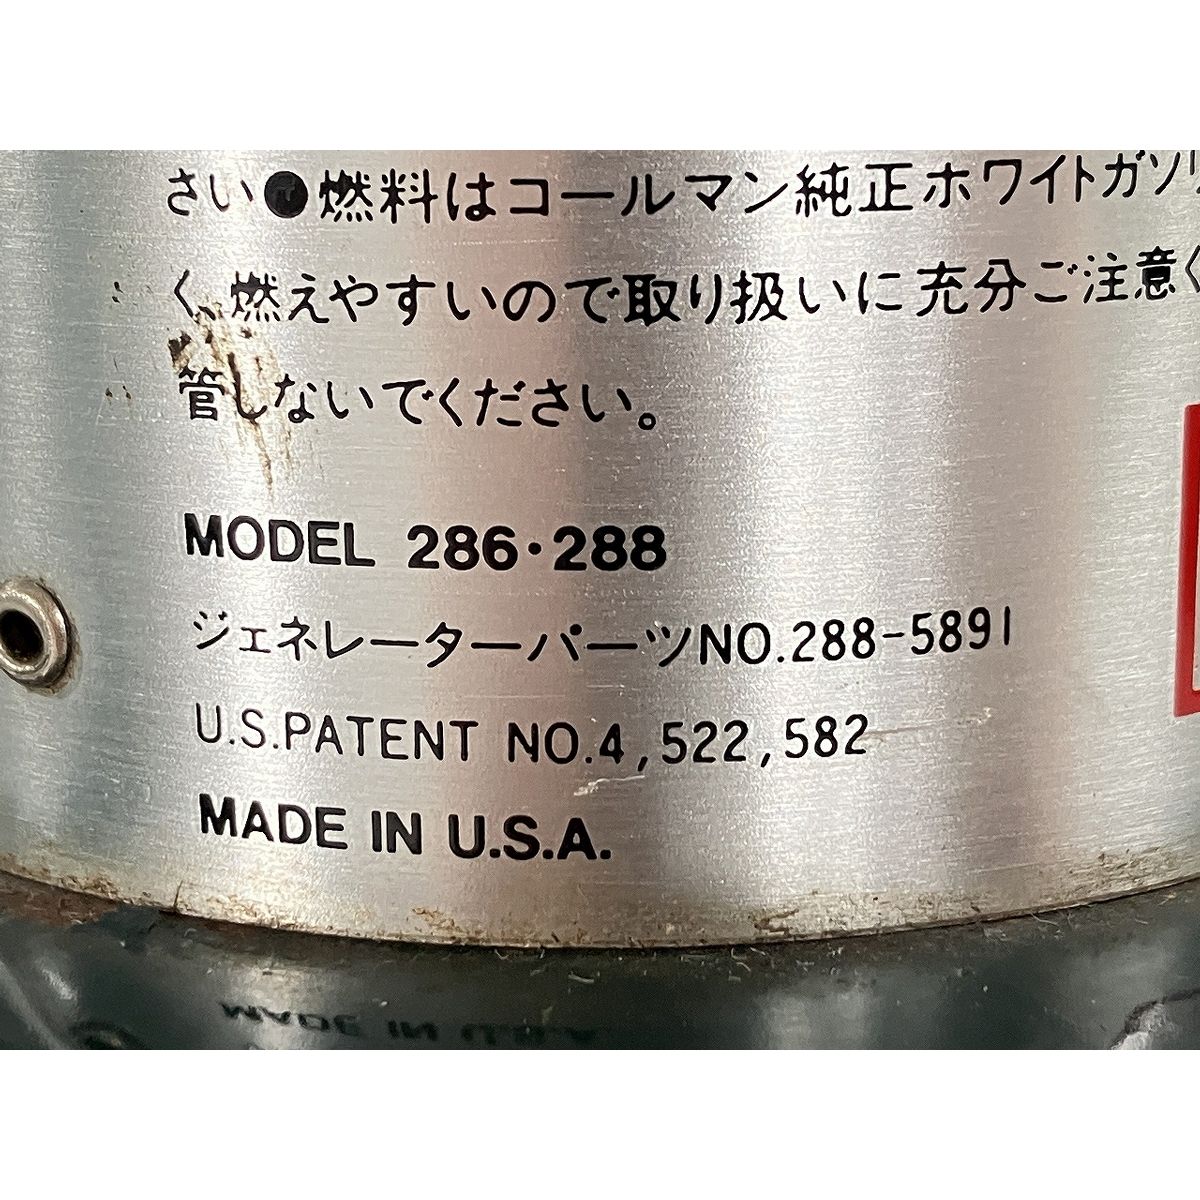 さい●燃料はコールマン純正ホワイトガソリ
く、燃えやすいので取り扱いに充分ご注意く
管しないでください。
MODEL 286・288
ジェネレーターパーツNO.288-5891
U.S.PATENT NO.4,522,582
MADE IN U.S.A.